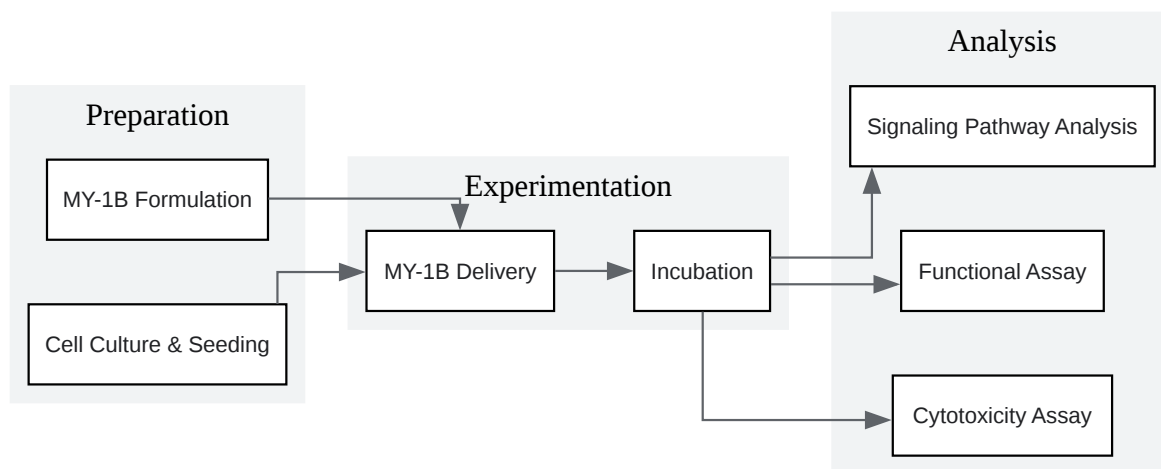 Preparation
MY-1B Formulation
Cell Culture & Seeding
Experimentation
MY-1B Delivery
Incubation
Analysis
Signaling Pathway Analysis
Functional Assay
Cytotoxicity Assay